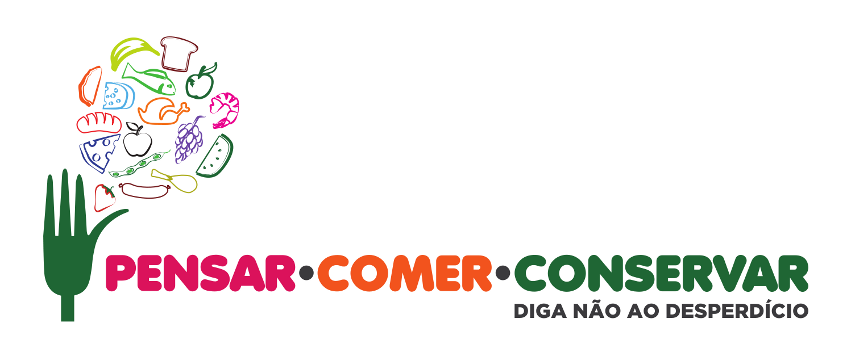 PENSAR•COMER•CONSERVAR
DIGA NÃO AO DESPERDÍCIO